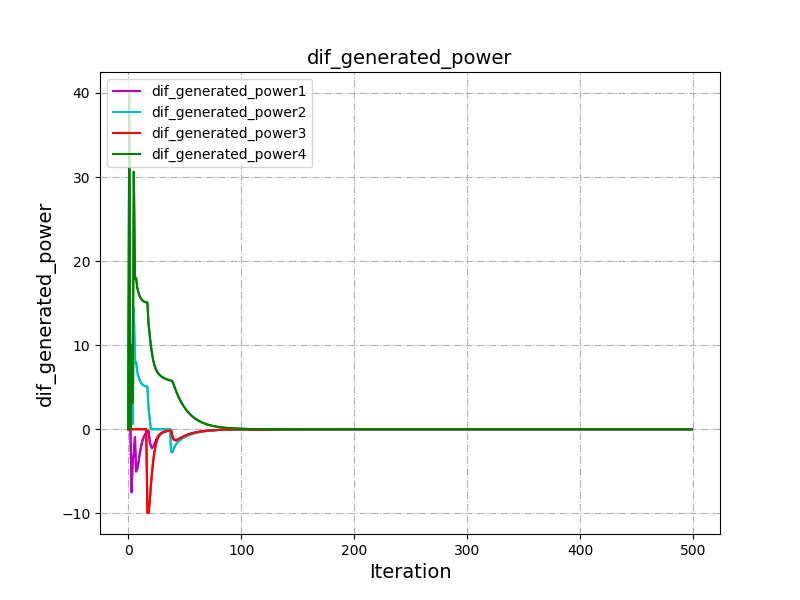 dif_generated_power
dif_generated_power
40
30
20
10
0
−10
dif_generated_power1
dif_generated_power2
dif_generated_power3
dif_generated_power4
0
100
200
300
400
500
Iteration